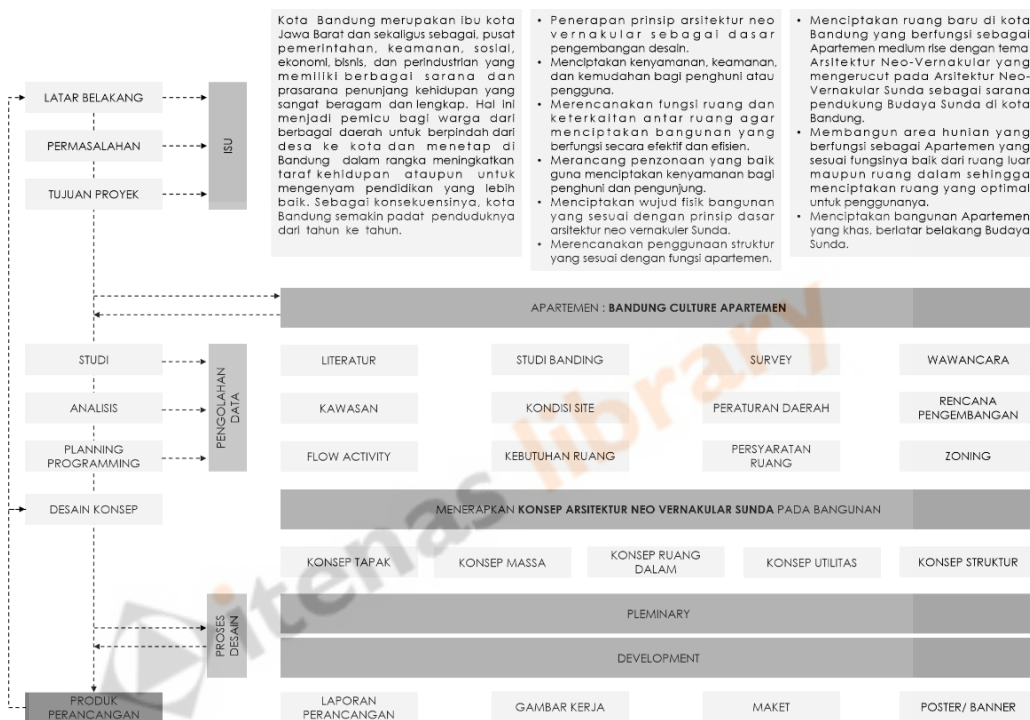 Kota Bandung merupakan ibu kota
Jawa Barat dan sekaligus sebagai, pusat
pemerintahan, keamanan, sosial,
ekonomi, bisnis, dan perindustrian yang
memiliki berbagai sarana dan
prasarana penunjang kehidupan yang
sangat beragam dan lengkap. Hal ini
menjadi pemicu bagi warga dari
berbagai daerah untuk berpindah dari
desa ke kota dan menetap di
Bandung dalam rangka meningkatkan
taraf kehidupan ataupun untuk
mengenyam pendidikan yang lebih
baik. Sebagai konsekuensinya, kota
Bandung semakin padat penduduknya
dari tahun ke tahun.
• Penerapan prinsip arsitektur neo
vernakular sebagai dasar
pengembangan desain.
• Menciptakan kenyamanan, keamanan,
dan kemudahan bagi penghuni atau
pengguna.
• Merencanakan fungsi ruang dan
keterkaitan antar ruang agar
menciptakan bangunan yang
berfungsi secara efektif dan efisien.
• Merancang penzonaan yang baik
guna menciptakan kenyamanan bagi
penghuni dan pengunjung.
• Menciptakan wujud fisik bangunan
yang sesuai dengan prinsip dasar
arsitektur neo vernakuler Sunda.
• Merencanakan penggunaan struktur
yang sesuai dengan fungsi apartemen.
• Menciptakan ruang baru di kota
Bandung yang berfungsi sebagai
Apartemen medium rise dengan tema
Arsitektur Neo-Vernakular yang
mengerucut pada Arsitektur Neo-
Vernakular Sunda sebagai sarana
pendukung Budaya Sunda di kota
Bandung.
• Membangun area hunian yang
berfungsi sebagai Apartemen yang
sesuai fungsinya baik dari ruang luar
maupun ruang dalam sehingga
menciptakan ruang yang optimal
untuk penggunanya.
• Menciptakan bangunan Apartemen
yang khas, berlatar belakang Budaya
Sunda.
LATAR BELAKANG
PERMASALAHAN
TUJUAN PROYEK
ISU
APARTEMEN : BANDUNG CULTURE APARTEMEN
STUDI
ANALISIS
PLANNING
PROGRAMMING
PENGOLAHAN
DATA
LITERATUR
STUDI BANDING
SURVEY
WAWANCARA
KAWASAN
KONDISI SITE
PERATURAN DAERAH
RENCANA
PENGEMBANGAN
FLOW ACTIVITY
KEBUTUHAN RUANG
PERSYARATAN
RUANG
ZONING
DESAIN KONSEP
MENERAPKAN KONSEP ARSITEKTUR NEO VERNAKULAR SUNDA PADA BANGUNAN
KONSEP TAPAK
KONSEP MASSA
KONSEP RUANG
DALAM
KONSEP UTILITAS
KONSEP STRUKTUR
PROSES
DESAIN
PLEMINARY
DEVELOPMENT
PRODUK
PERANCANGAN
LAPORAN
PERANCANGAN
GAMBAR KERJA
MAKET
POSTER/ BANNER
itenas library